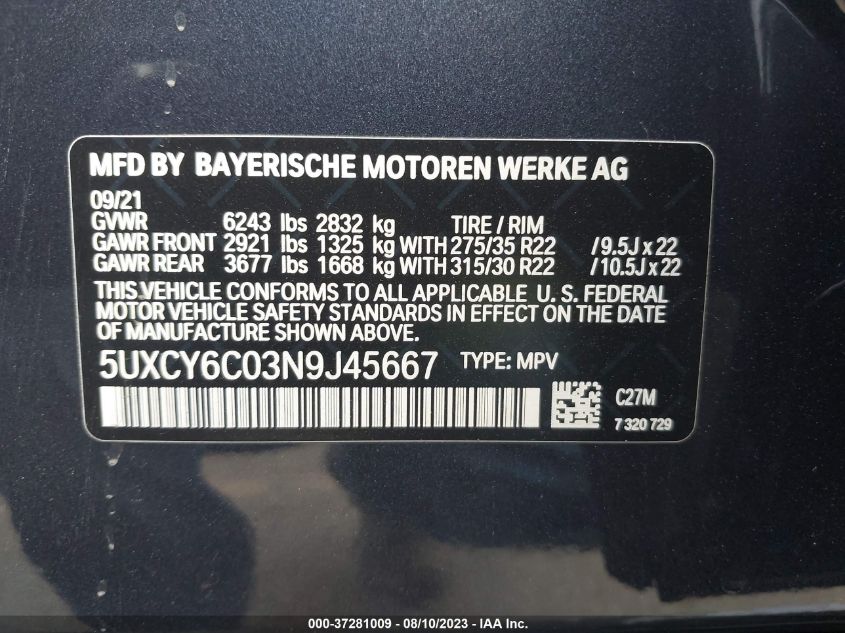 MFD BY BAYERISCHE MOTOREN WERKE AG
09/21
GVWR 6243 lbs 2832 kg TIRE / RIM
GAWR FRONT 2921 lbs 1325 kg WITH 275/35 R22 / 9.5J x 22
GAWR REAR 3677 lbs 1668 kg WITH 315/30 R22 / 10.5J x 22
THIS VEHICLE CONFORMS TO ALL APPLICABLE U. S. FEDERAL
MOTOR VEHICLE SAFETY STANDARDS IN EFFECT ON THE DATE
OF MANUFACTURE SHOWN ABOVE.
5UXCY6C03N9J45667 TYPE: MPV
C27M
7 320 729
000-37281009 - 08/10/2023 - IAA Inc.